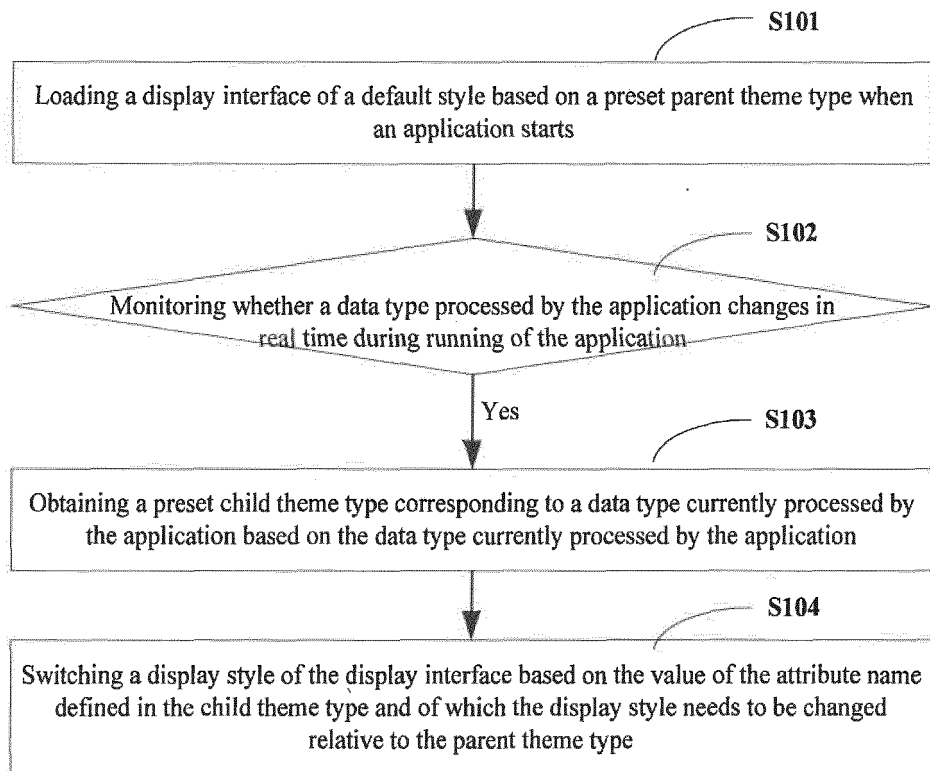 S101
Loading a display interface of a default style based on a preset parent theme type when
an application starts
S102
Monitoring whether a data type processed by the application changes in
real time during running of the application
Yes
S103
Obtaining a preset child theme type corresponding to a data type currently processed by
the application based on the data type currently processed by the application
S104
Switching a display style of the display interface based on the value of the attribute name
defined in the child theme type and of which the display style needs to be changed
relative to the parent theme type